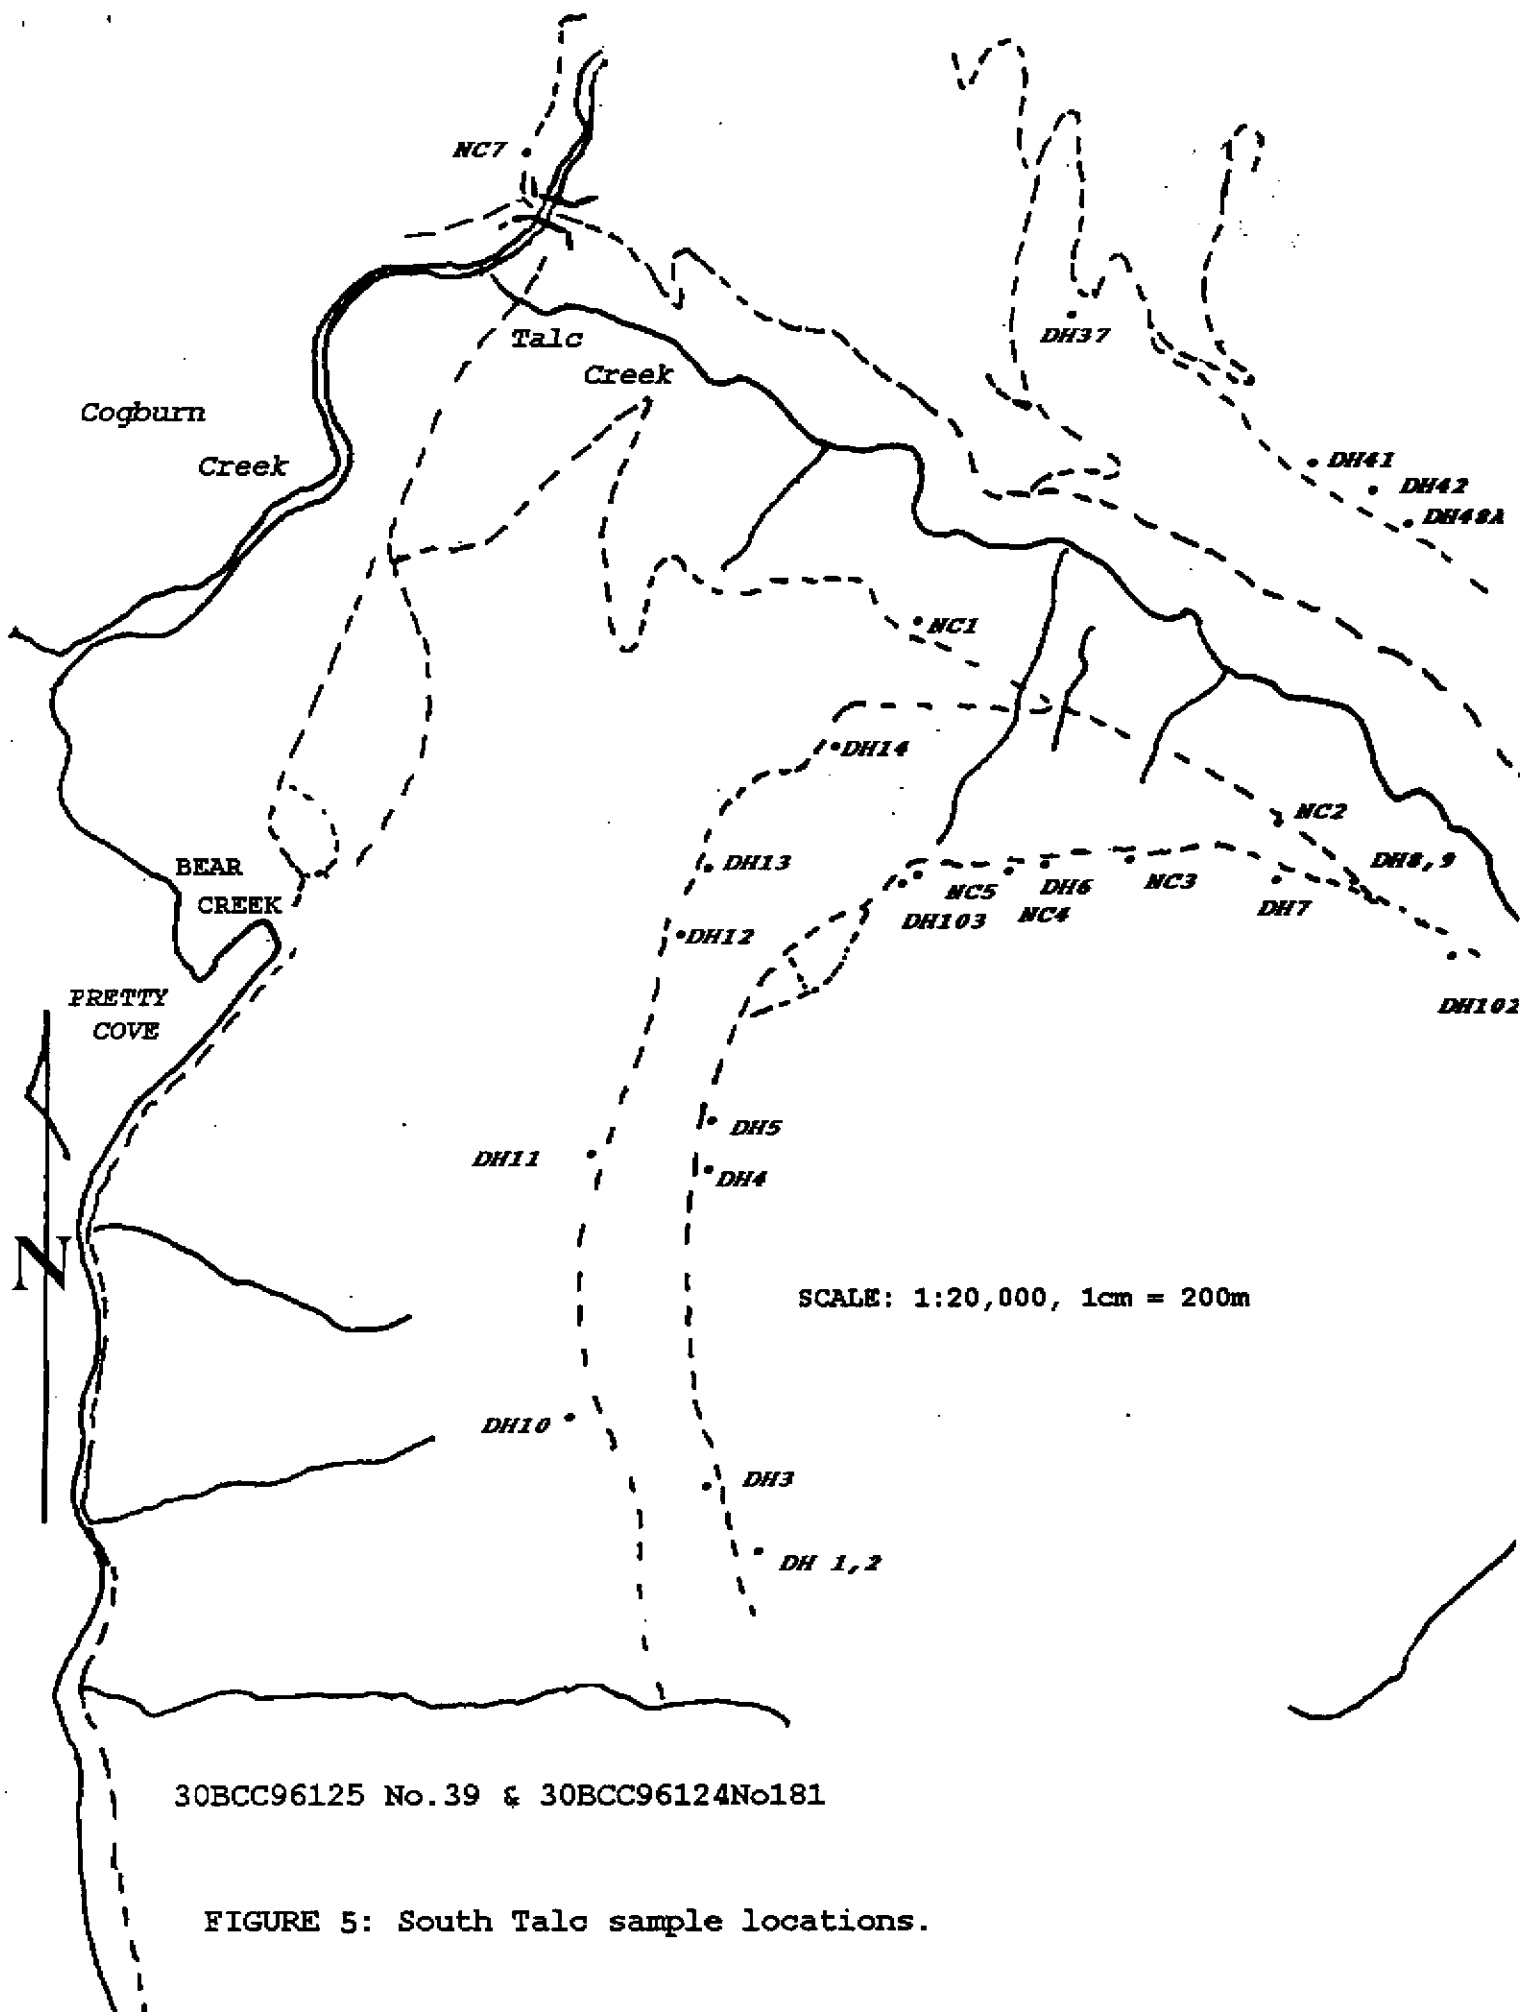 NC7
Talc
Creek
DH37
Cogburn
Creek
DH41
DH42
DH48A
NC1
DH14
NC2
BEAR
CREEK
DH13
NC5
DH6
NC3
DH8,9
DH103
NC4
DH7
DH12
PRETTY
COVE
DH102
DH5
DH11
DH4
N
SCALE: 1:20,000, 1cm = 200m
DH10
DH3
DH 1,2
30BCC96125 No.39 & 30BCC96124No181
FIGURE 5: South Talc sample locations.